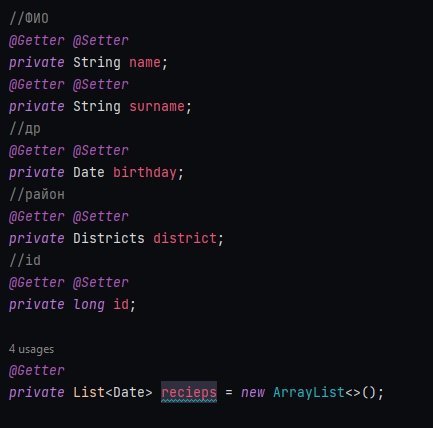 //ФИО
@Getter @Setter
private String name;
@Getter @Setter
private String surname;
//др
@Getter @Setter
private Date birthday;
//район
@Getter @Setter
private Districts district;
//id
@Getter @Setter
private long id;
4 usages
@Getter
private List<Date> recieps = new ArrayList<>();